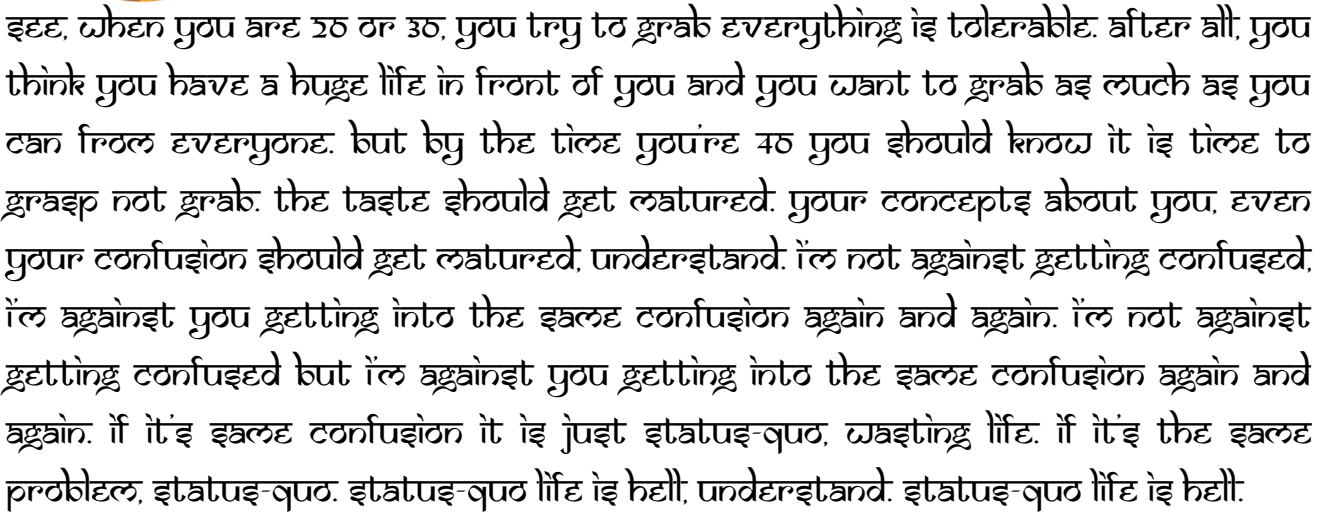 see, when you are 20 or 30, you try to grab everything is tolerable. after all, you
think you have a huge life in front of you and you want to grab as much as you
can from everyone. but by the time you're 40 you should know it is time to
grasp not grab. the taste should get matured. your concepts about you, even
your confusion should get matured, understand. i'm not against getting confused,
i'm against you getting into the same confusion again and again. i'm not against
getting confused but i'm against you getting into the same confusion again and
again. if it's same confusion it is just status-quo, wasting life. if it's the same
problem, status-quo. status-quo life is hell, understand. status-quo life is hell.